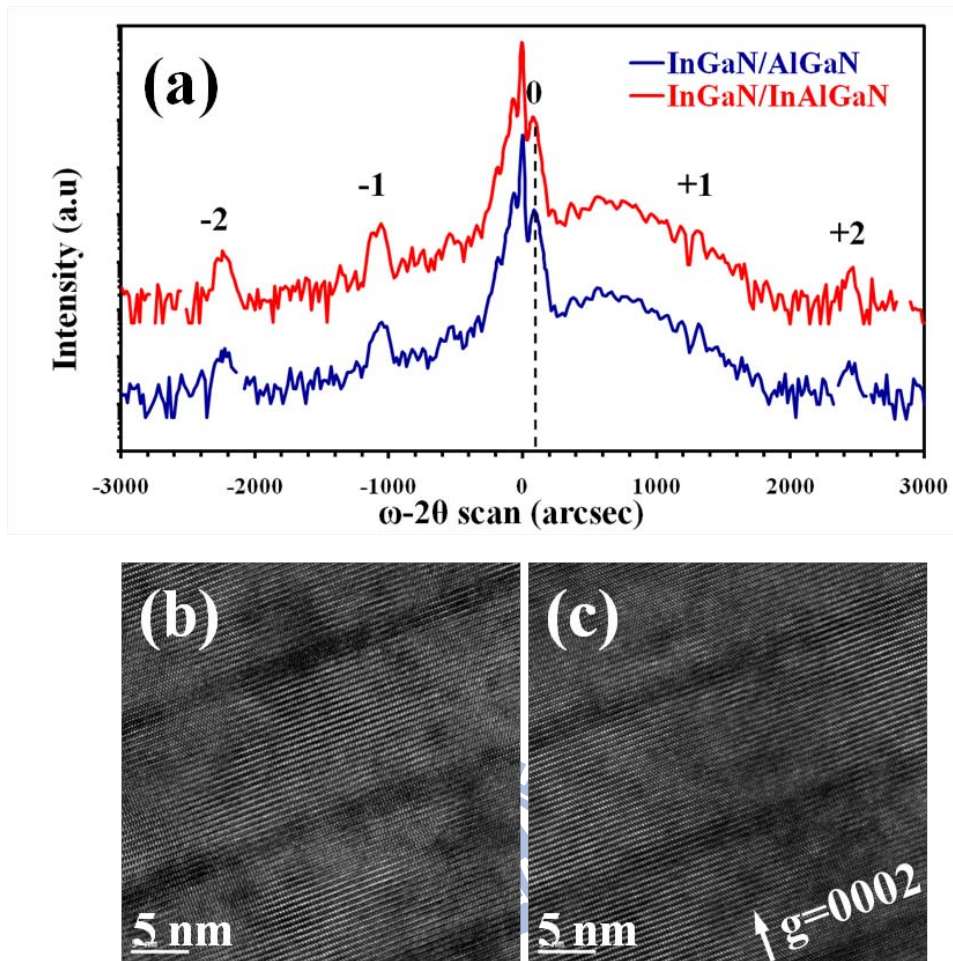 (a)
InGaN/AlGaN
InGaN/InAlGaN
0
-1
+1
-2
+2
Intensity (a.u)
-3000 -2000 -1000 0 1000 2000 3000
ω-2θ scan (arcsec)
(b) (c)
5 nm 5 nm
g=0002